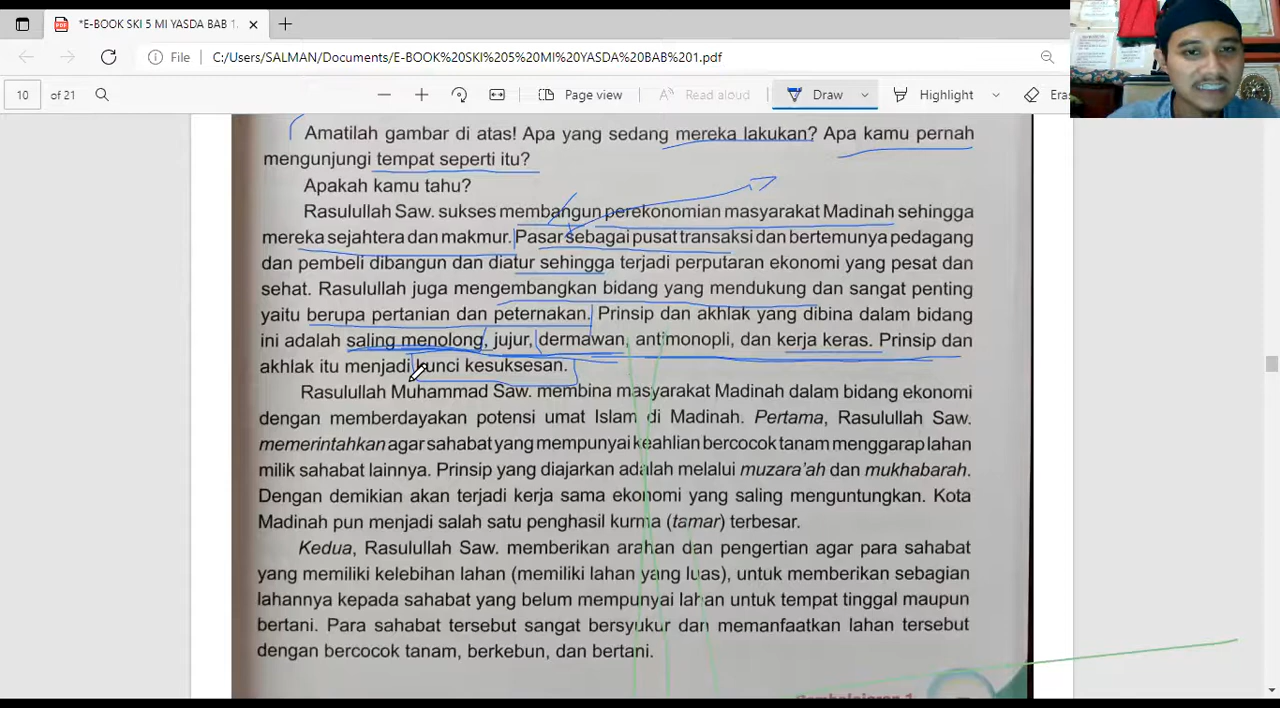 *E-BOOK SKI 5 MI YASDA BAB 1.
File C:/Users/SALMAN/Documents/
10 of 21 Page view Read aloud Draw Highlight
Amatilah gambar di atas! Apa yang sedang mereka lakukan? Apa kamu pernah
mengunjungi tempat seperti itu?
Apakah kamu tahu?
Rasulullah Saw. sukses membangun perekonomian masyarakat Madinah sehingga
mereka sejahtera dan makmur. Pasar sebagai pusat transaksi dan bertemunya pedagang
dan pembeli dibangun dan diatur sehingga terjadi perputaran ekonomi yang pesat dan
sehat. Rasulullah juga mengembangkan bidang yang mendukung dan sangat penting
yaitu berupa pertanian dan peternakan. Prinsip dan akhlak yang dibina dalam bidang
ini adalah saling menolong, jujur, dermawan, antimonopli, dan kerja keras. Prinsip dan
akhlak itu menjadi kunci kesuksesan.
Rasulullah Muhammad Saw. membina masyarakat Madinah dalam bidang ekonomi
dengan memberdayakan potensi umat Islam di Madinah. Pertama, Rasulullah Saw.
memerintahkan agar sahabat yang mempunyai keahlian bercocok tanam menggarap lahan
milik sahabat lainnya. Prinsip yang diajarkan adalah melalui muzara'ah dan mukhabarah.
Dengan demikian akan terjadi kerja sama ekonomi yang saling menguntungkan. Kota
Madinah pun menjadi salah satu penghasil kurma (tamar) terbesar.
Kedua, Rasulullah Saw. memberikan arahan dan pengertian agar para sahabat
yang memiliki kelebihan lahan (memiliki lahan yang luas), untuk memberikan sebagian
lahannya kepada sahabat yang belum mempunyai lahan untuk tempat tinggal maupun
bertani. Para sahabat tersebut sangat bersyukur dan memanfaatkan lahan tersebut
dengan bercocok tanam, berkebun, dan bertani.